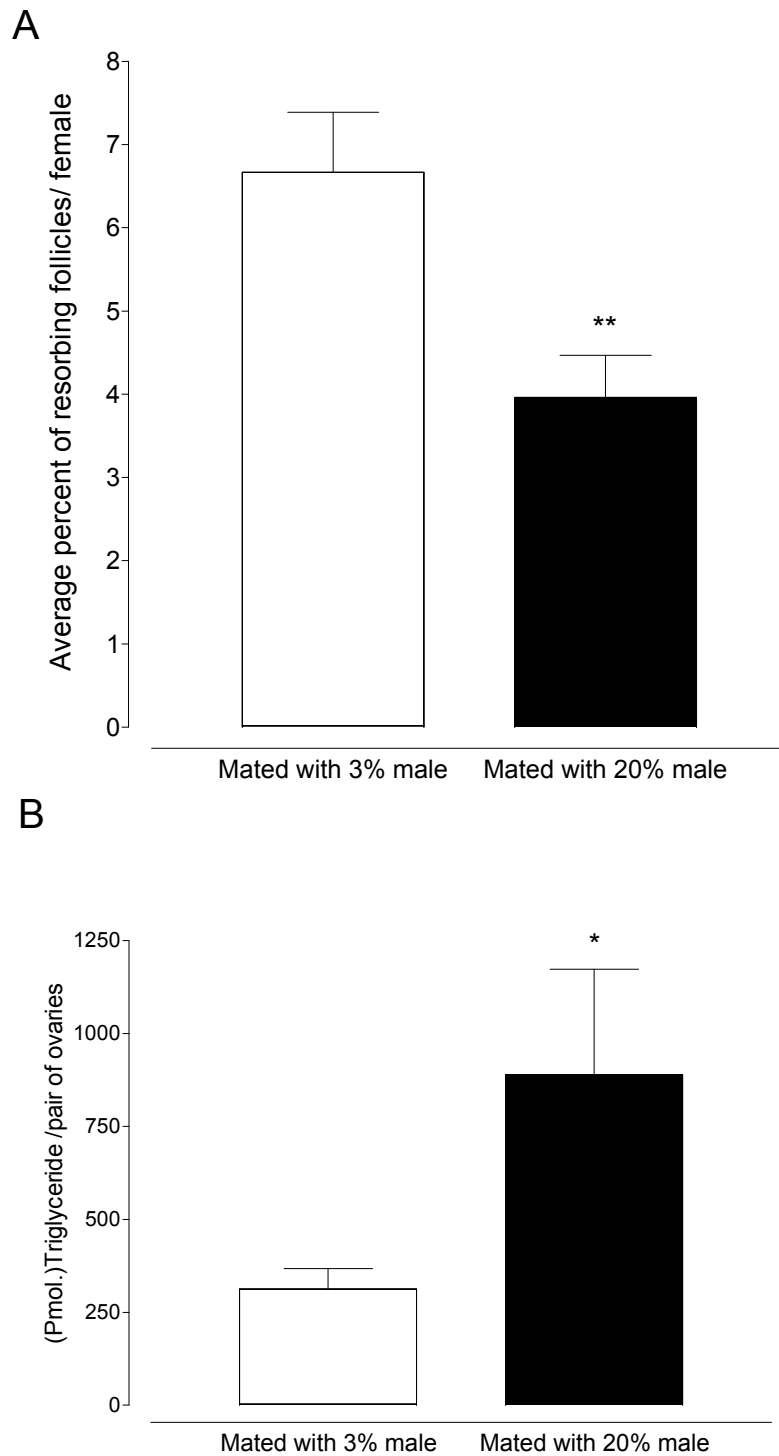 A
Average percent of resorbing follicles/ female
8
7
6
5
4
3
2
1
0
**
Mated with 3% male
Mated with 20% male
B
(Pmol.)Triglyceride /pair of ovaries
1250
1000
750
500
250
0
*
Mated with 3% male
Mated with 20% male